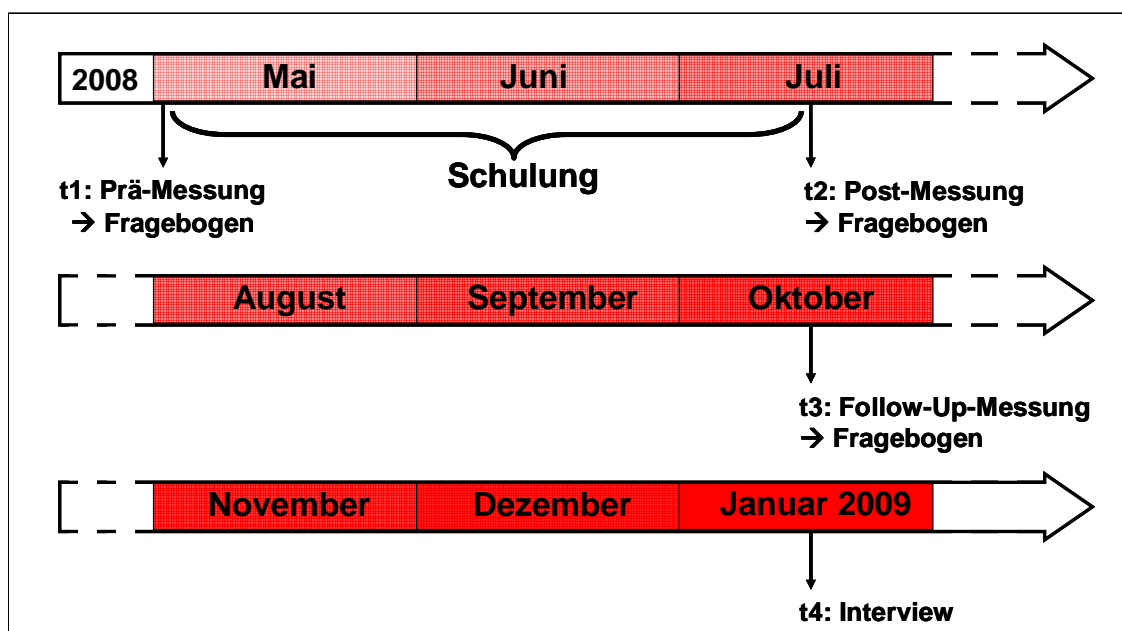 2008 Mai Juni Juli
Schulung
t1: Prä-Messung
→ Fragebogen
t2: Post-Messung
→ Fragebogen
August September Oktober
t3: Follow-Up-Messung
→ Fragebogen
November Dezember Januar 2009
t4: Interview